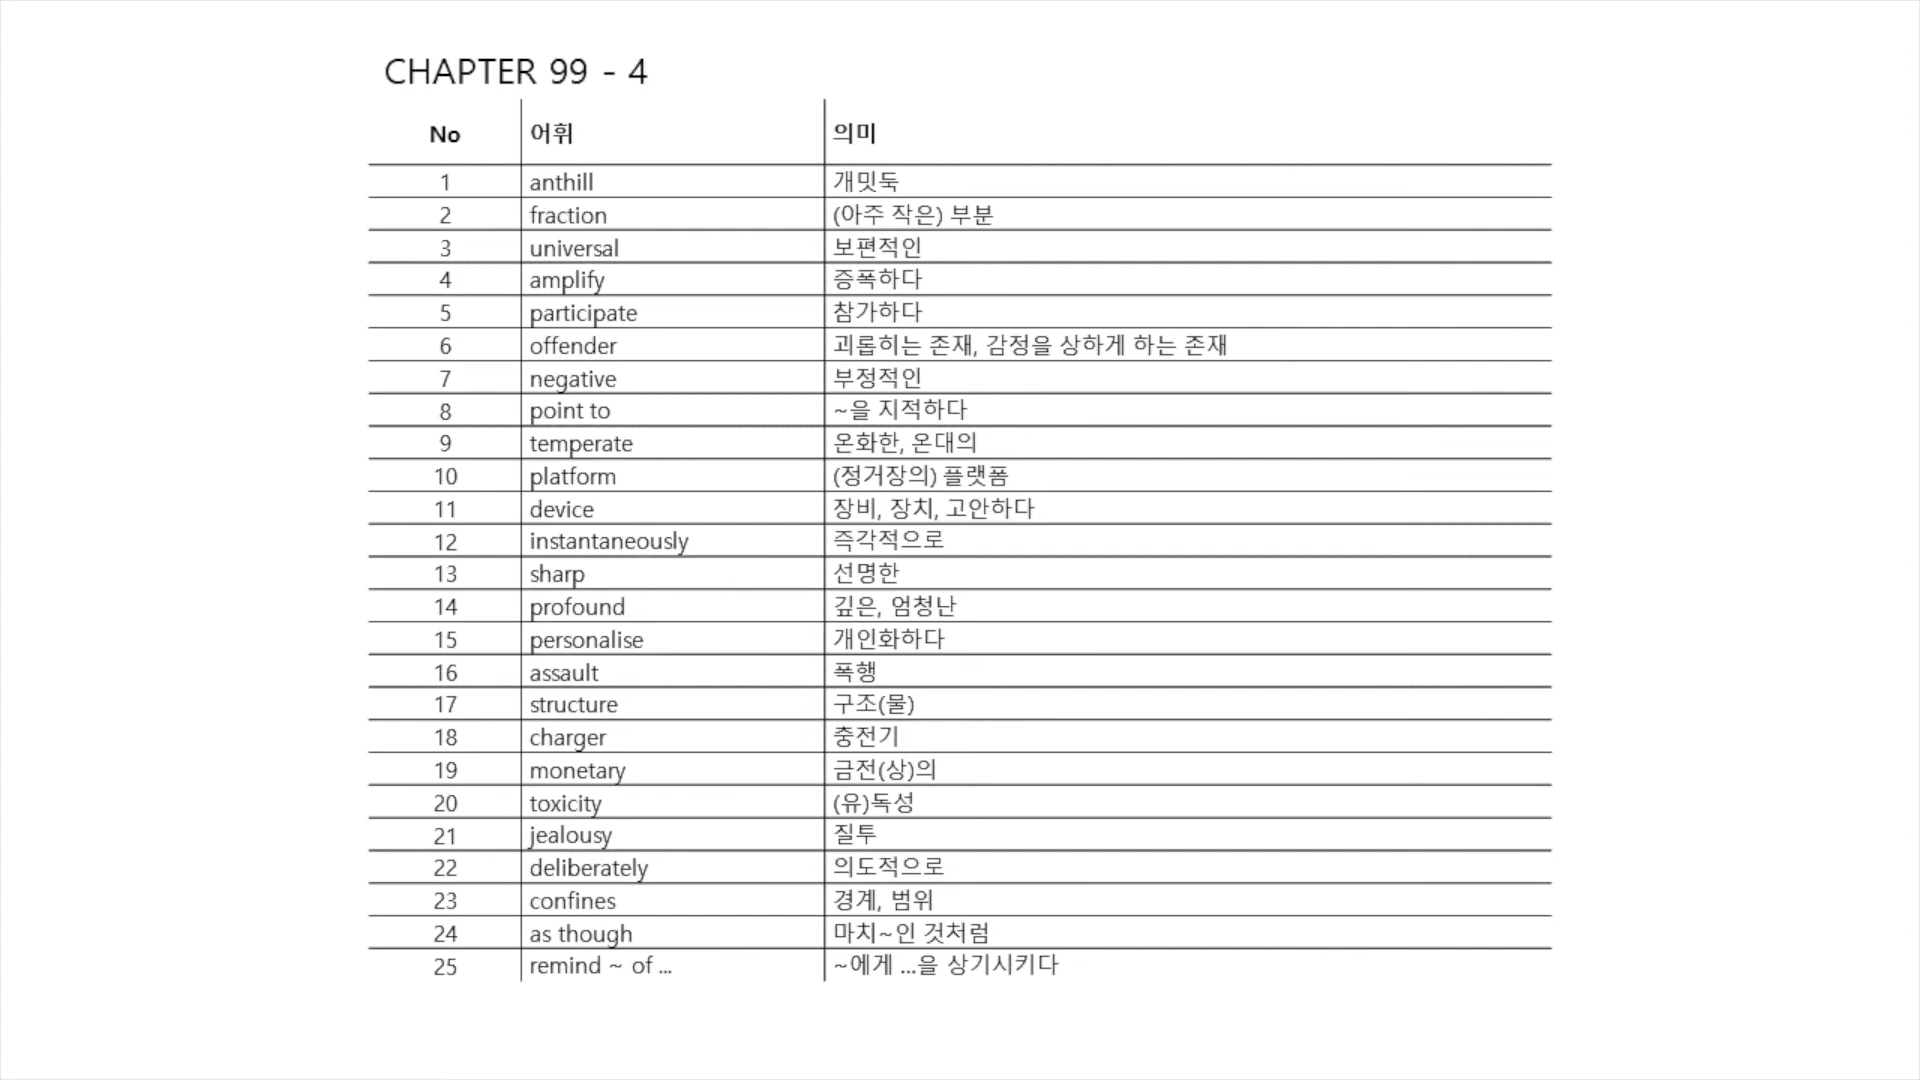 CHAPTER 99 - 4
No 어휘 의미
1 anthill 개밋둑
2 fraction (아주 작은) 부분
3 universal 보편적인
4 amplify 증폭하다
5 participate 참가하다
6 offender 괴롭히는 존재, 감정을 상하게 하는 존재
7 negative 부정적인
8 point to ~을 지적하다
9 temperate 온화한, 온대의
10 platform (정거장의) 플랫폼
11 device 장비, 장치, 고안하다
12 instantaneously 즉각적으로
13 sharp 선명한
14 profound 깊은, 엄청난
15 personalise 개인화하다
16 assault 폭행
17 structure 구조(물)
18 charger 충전기
19 monetary 금전(상)의
20 toxicity (유)독성
21 jealousy 질투
22 deliberately 의도적으로
23 confines 경계, 범위
24 as though 마치~인 것처럼
25 remind ~ of ... ~에게 ...을 상기시키다